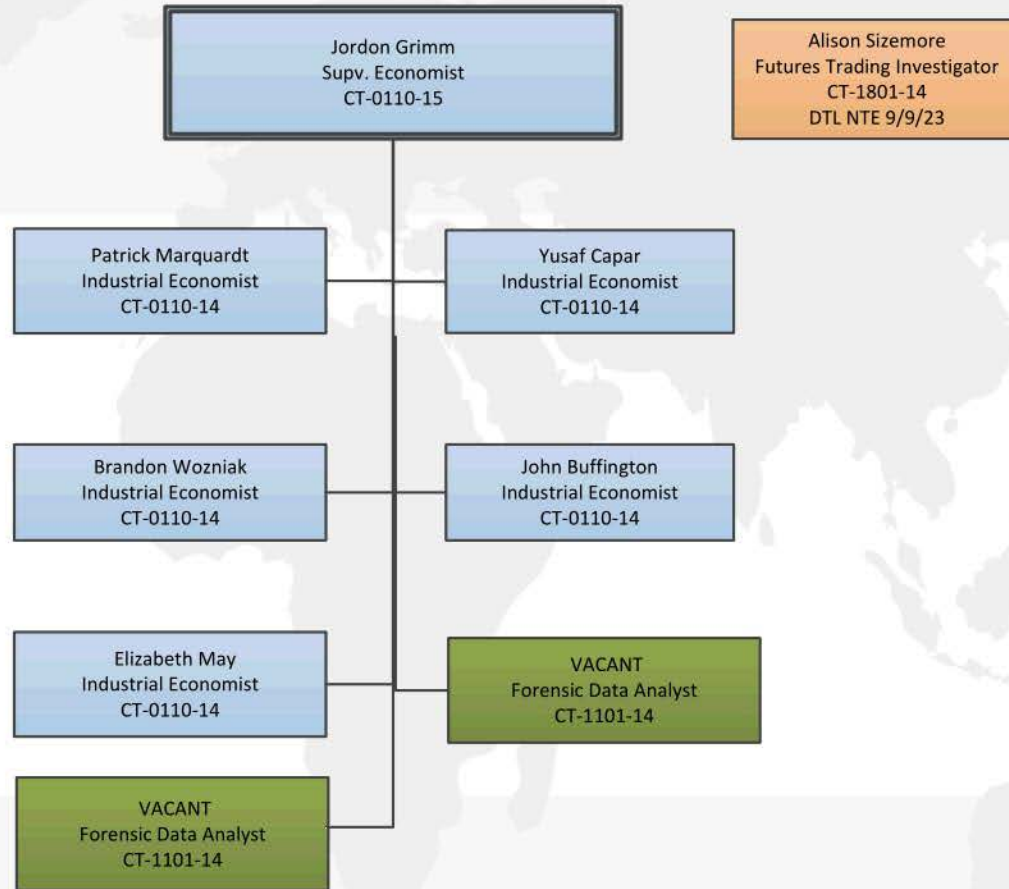 Jordon Grimm
Supv. Economist
CT-0110-15
Alison Sizemore
Futures Trading Investigator
CT-1801-14
DTL NTE 9/9/23
Patrick Marquardt
Industrial Economist
CT-0110-14
Yusaf Capar
Industrial Economist
CT-0110-14
Brandon Wozniak
Industrial Economist
CT-0110-14
John Buffington
Industrial Economist
CT-0110-14
Elizabeth May
Industrial Economist
CT-0110-14
VACANT
Forensic Data Analyst
CT-1101-14
VACANT
Forensic Data Analyst
CT-1101-14